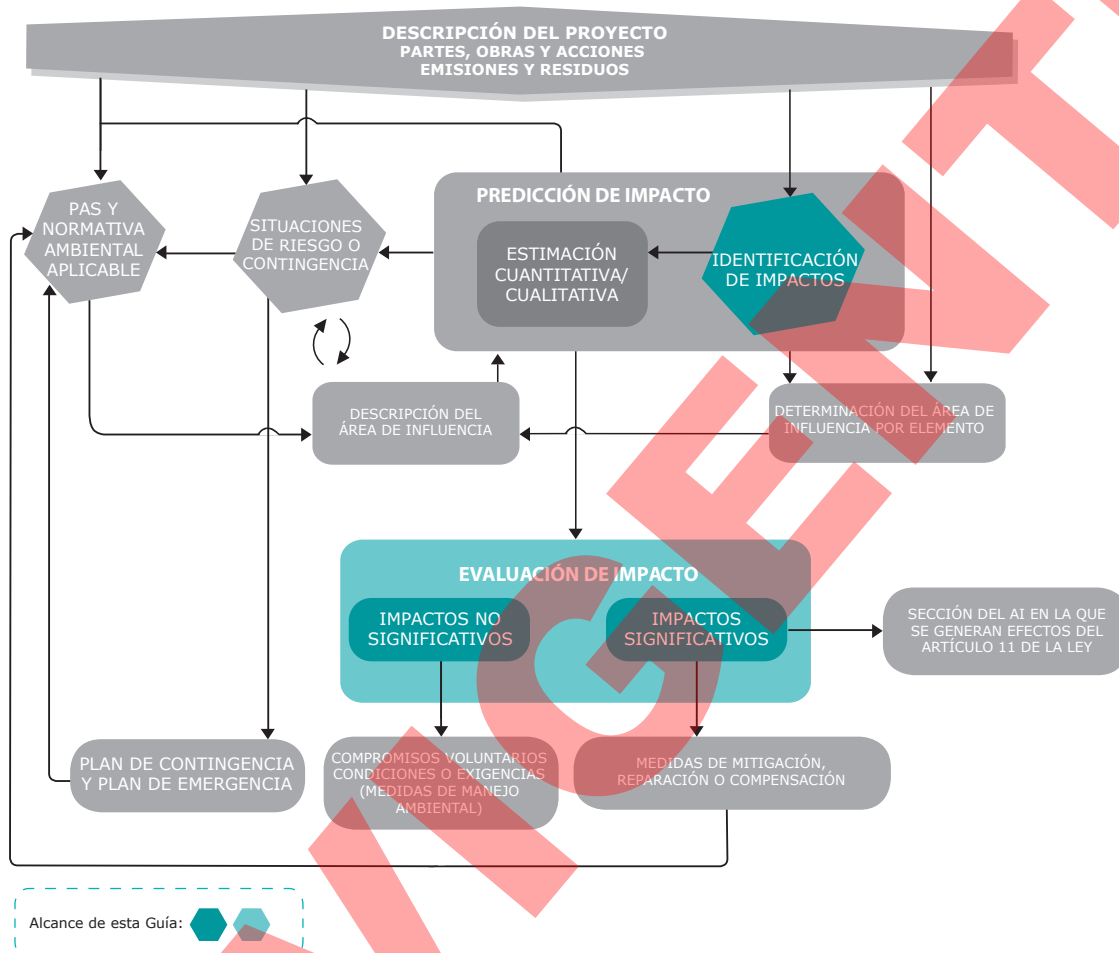 DESCRIPCIÓN DEL PROYECTO
PARTES, OBRAS Y ACCIONES
EMISIONES Y RESIDUOS
PAS Y
NORMATIVA
AMBIENTAL
APLICABLE
SITUACIONES
DE RIESGO O
CONTINGENCIA
PREDICCIÓN DE IMPACTO
ESTIMACIÓN
CUANTITATIVA/
CUALITATIVA
IDENTIFICACIÓN
DE IMPACTOS
DESCRIPCIÓN DEL
ÁREA DE INFLUENCIA
DETERMINACIÓN DEL ÁREA DE
INFLUENCIA POR ELEMENTO
EVALUACIÓN DE IMPACTO
IMPACTOS NO
SIGNIFICATIVOS
IMPACTOS
SIGNIFICATIVOS
SECCIÓN DEL AI EN LA QUE
SE GENERAN EFECTOS DEL
ARTÍCULO 11 DE LA LEY
PLAN DE CONTINGENCIA
Y PLAN DE EMERGENCIA
COMPROMISOS VOLUNTARIOS
CONDICIONES O EXIGENCIAS
(MEDIDAS DE MANEJO
AMBIENTAL)
MEDIDAS DE MITIGACIÓN,
REPARACIÓN O COMPENSACIÓN
Alcance de esta Guía: